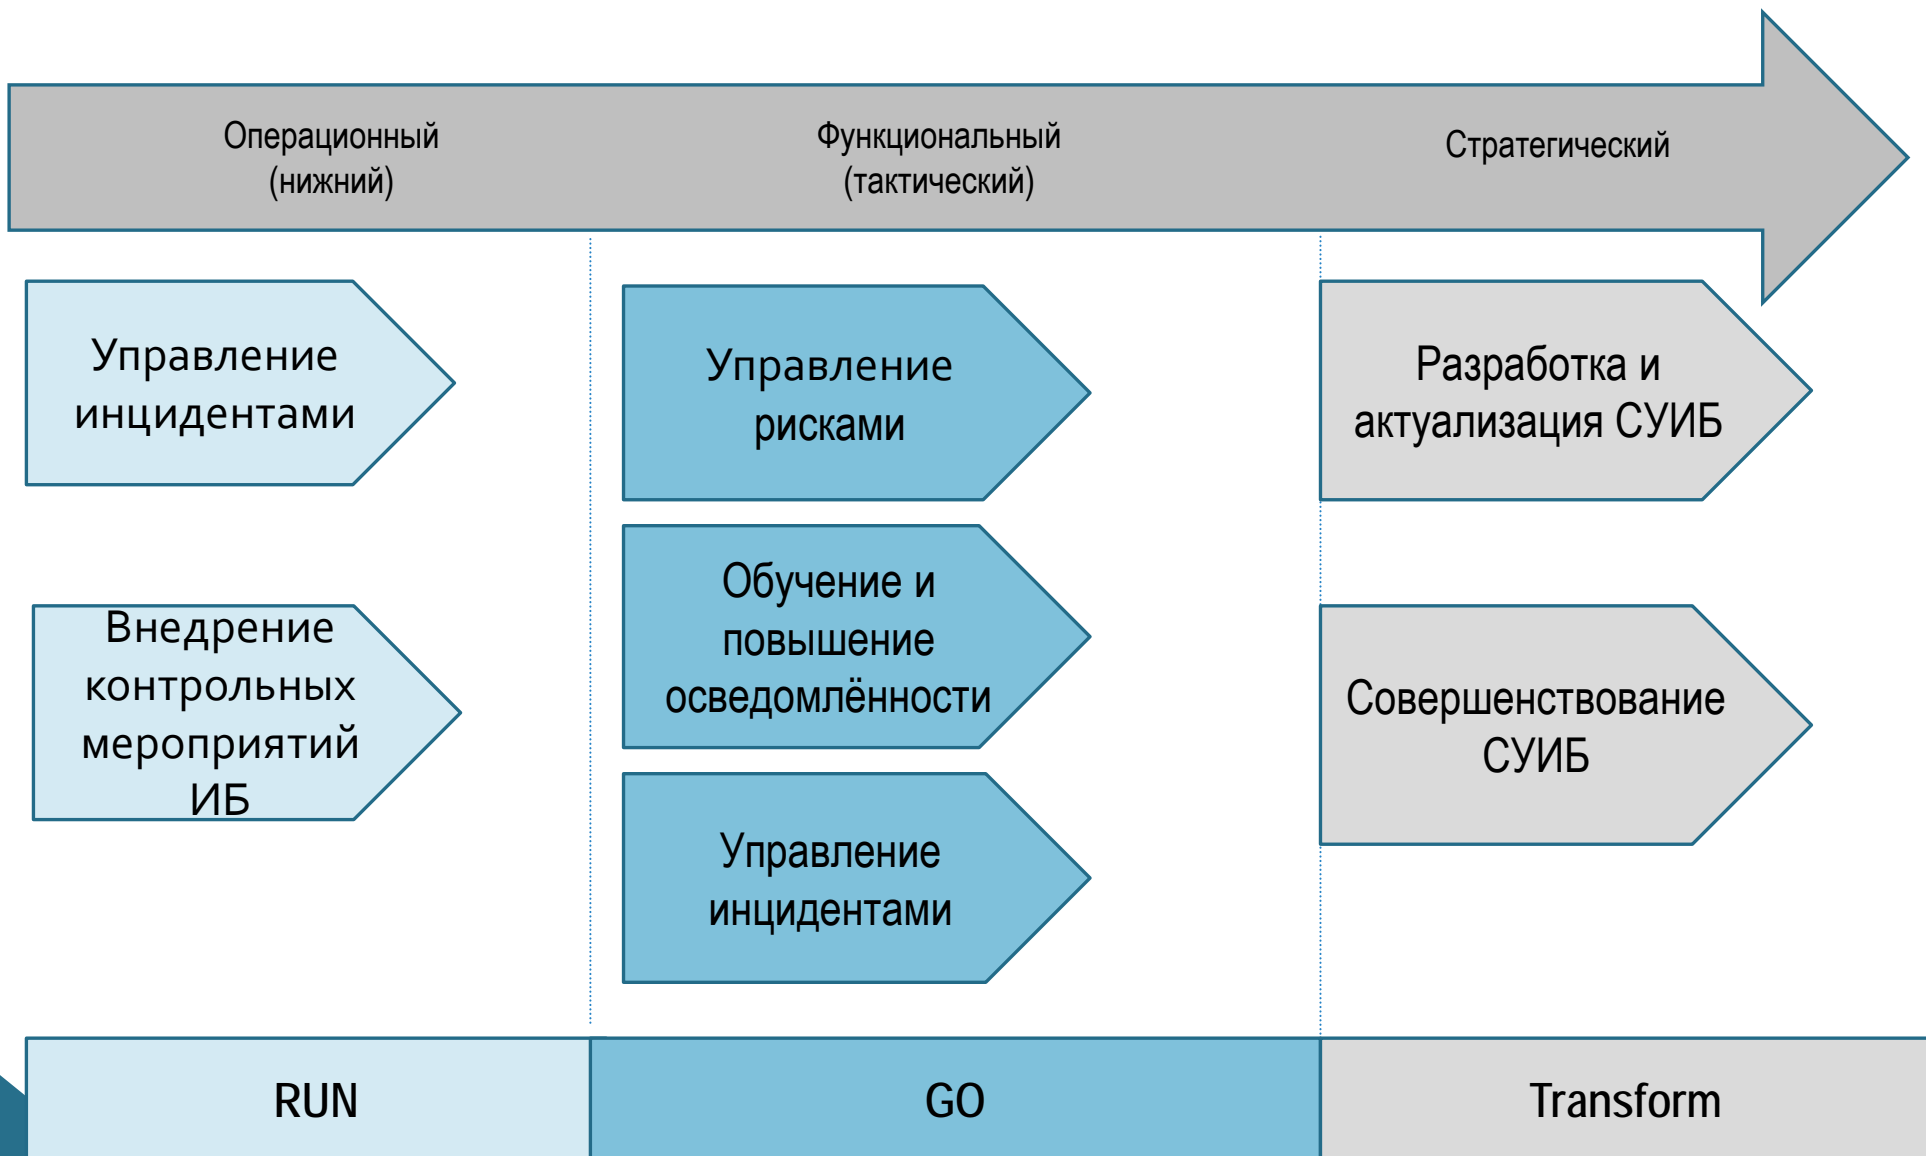 Операционный
(нижний)
Функциональный
(тактический)
Стратегический
Управление
инцидентами
Внедрение
контрольных
мероприятий
ИБ
Управление
рисками
Обучение и
повышение
осведомлённости
Управление
инцидентами
Разработка и
актуализация СУИБ
Совершенствование
СУИБ
RUN
GO
Transform